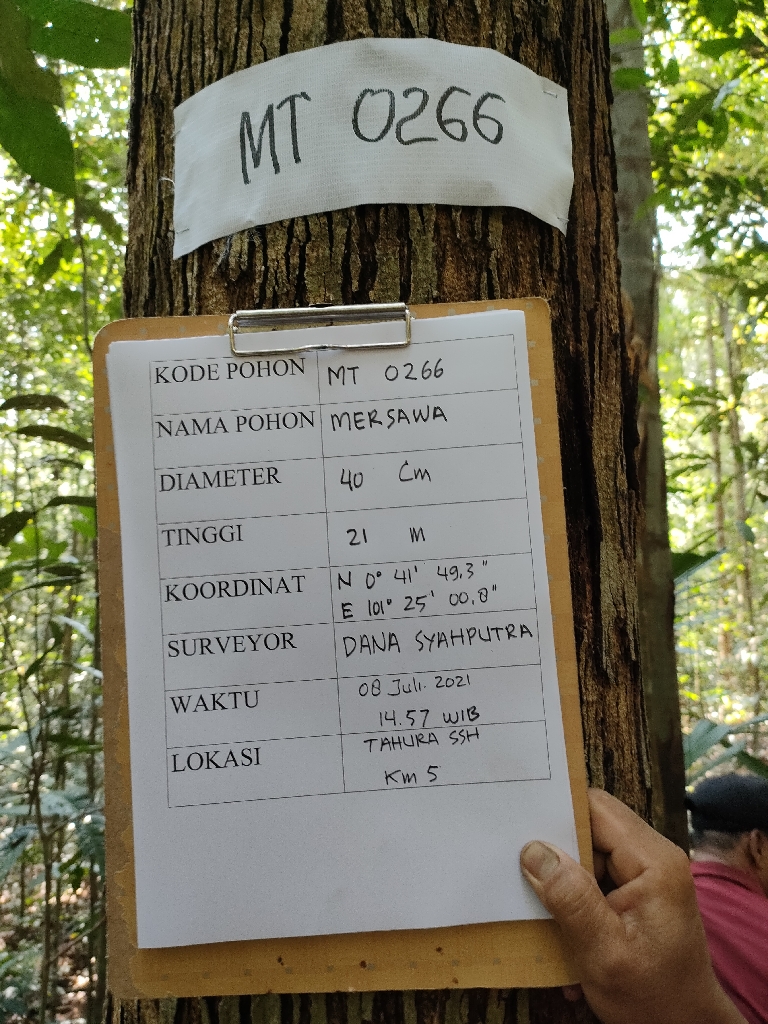 MT 0266
KODE POHON MT 0266
NAMA POHON MERSAWA
DIAMETER 40 Cm
TINGGI 21 m
KOORDINAT N 0° 41' 49.3"
E 101° 25' 00.8"
SURVEYOR DANA SYAHPUTRA
WAKTU 08 Juli. 2021
14.57 WIB
LOKASI TAHURA SSH
Km 5